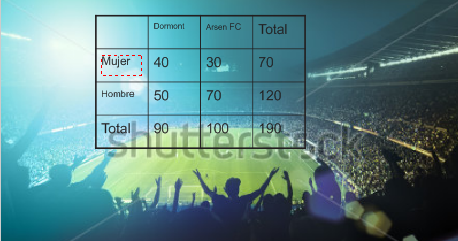 Dormont Arsen FC Total
Mujer 40 30 70
Hombre 50 70 120
Total 90 100 190
shutterstock